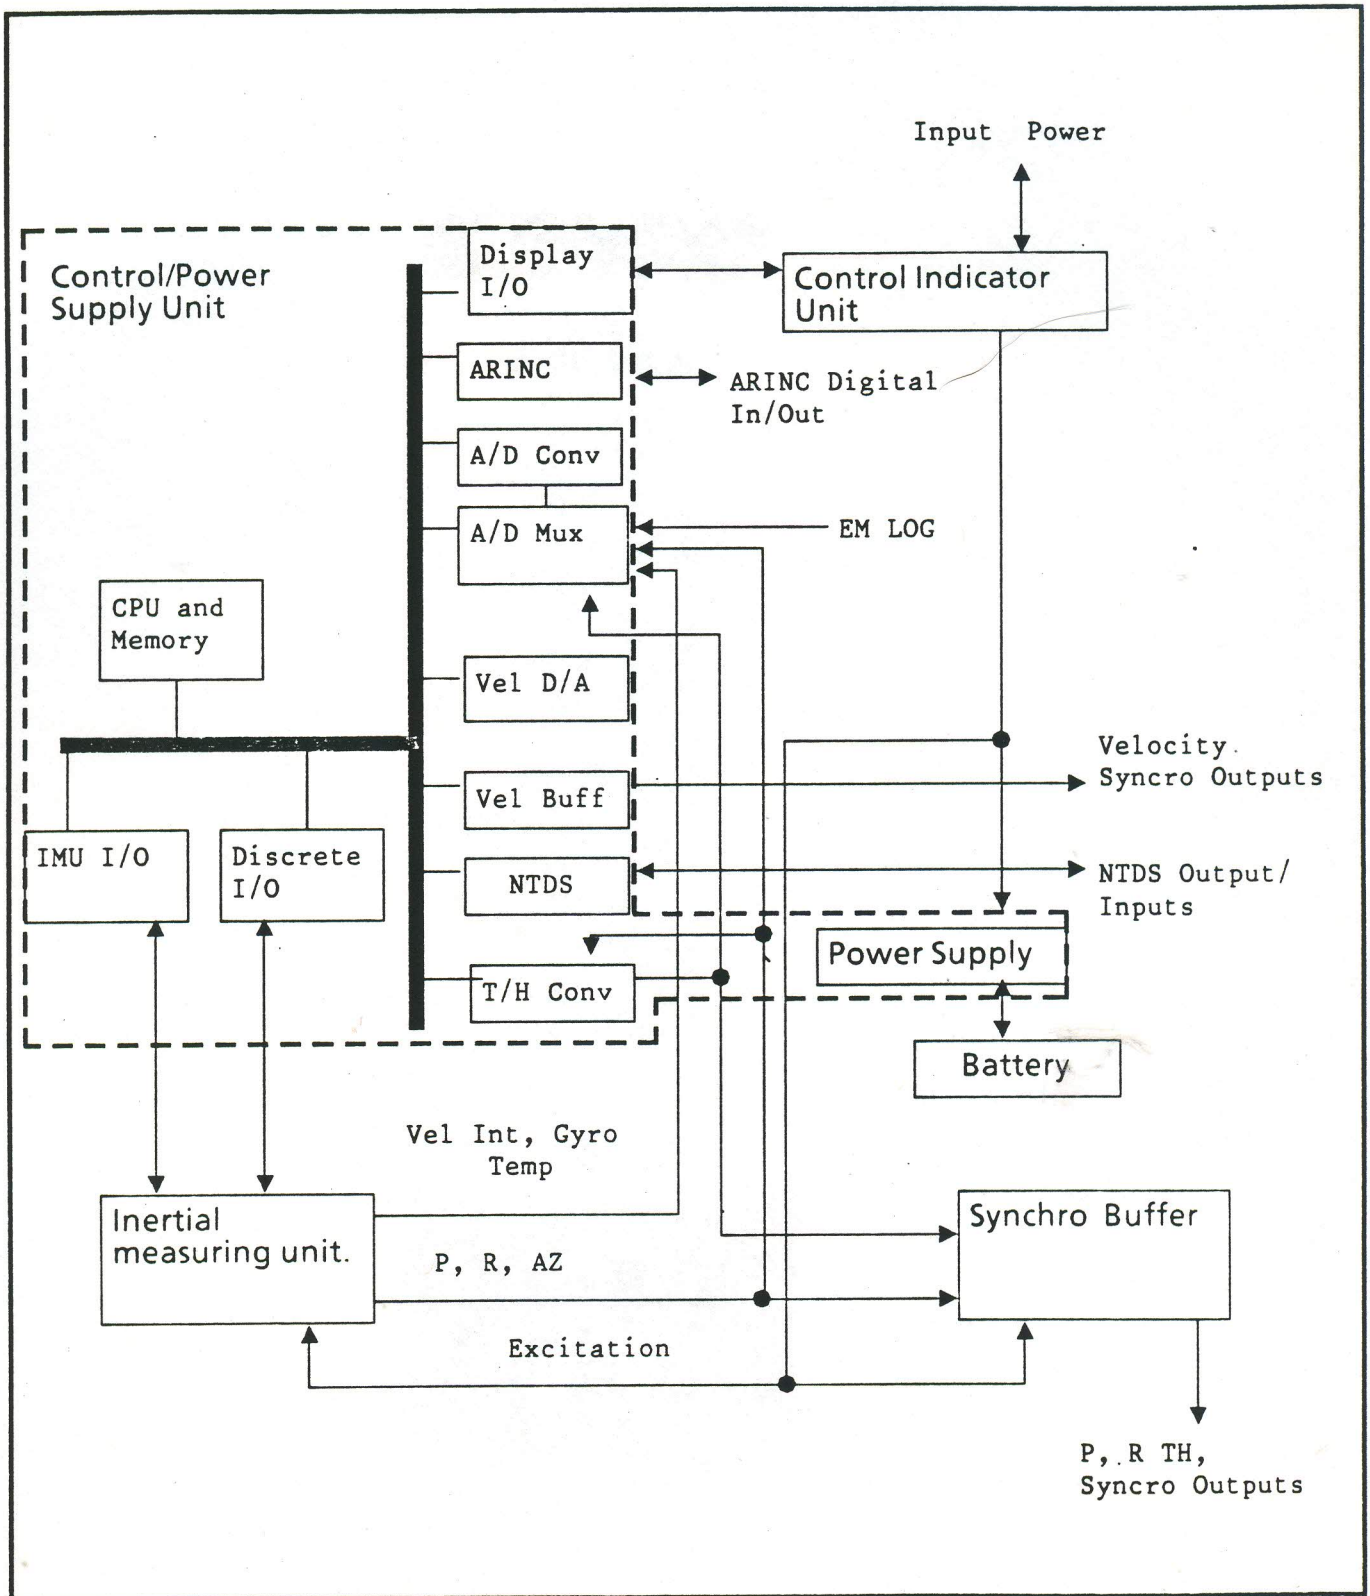 Input Power
Control/Power
Supply Unit
Display
I/O
Control Indicator
Unit
ARINC
ARINC Digital
In/Out
A/D Conv
A/D Mux
EM LOG
CPU and
Memory
Vel D/A
Velocity.
Syncro Outputs
Vel Buff
IMU I/O
Discrete
I/O
NTDS
NTDS Output/
Inputs
Power Supply
T/H Conv
Battery
Vel Int, Gyro
Temp
Inertial
measuring unit.
Synchro Buffer
P, R, AZ
Excitation
P, R TH,
Syncro Outputs